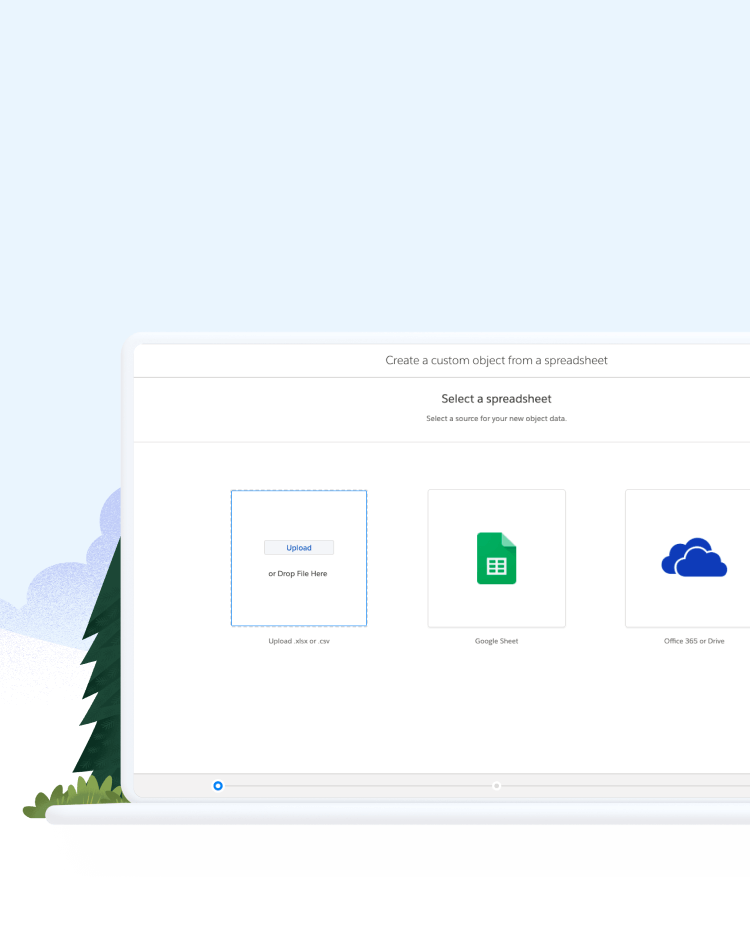 Create a custom object from a spreadsheet
Select a spreadsheet
Select a source for your new object data.
Upload
or Drop File Here
Upload .xlsx or .csv
Google Sheet
Office 365 or Drive